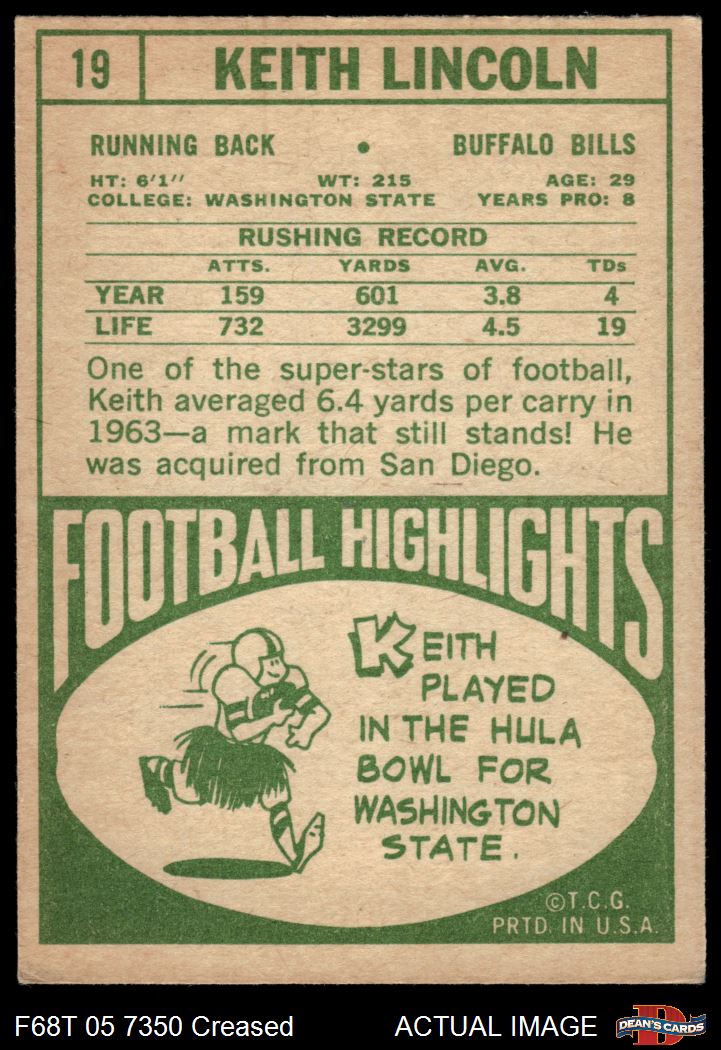 19 KEITH LINCOLN
RUNNING BACK • BUFFALO BILLS
HT: 6'1" WT: 215 AGE: 29
COLLEGE: WASHINGTON STATE YEARS PRO: 8
RUSHING RECORD
ATTS. YARDS AVG. TDs
YEAR 159 601 3.8 4
LIFE 732 3299 4.5 19
One of the super-stars of football,
Keith averaged 6.4 yards per carry in
1963—a mark that still stands! He
was acquired from San Diego.
FOOTBALL HIGHLIGHTS
KEITH
PLAYED
IN THE HULA
BOWL FOR
WASHINGTON
STATE.
©T.C.G.
PRTD. IN U.S.A.
F68T 05 7350 Creased ACTUAL IMAGE D DEAN'S CARDS